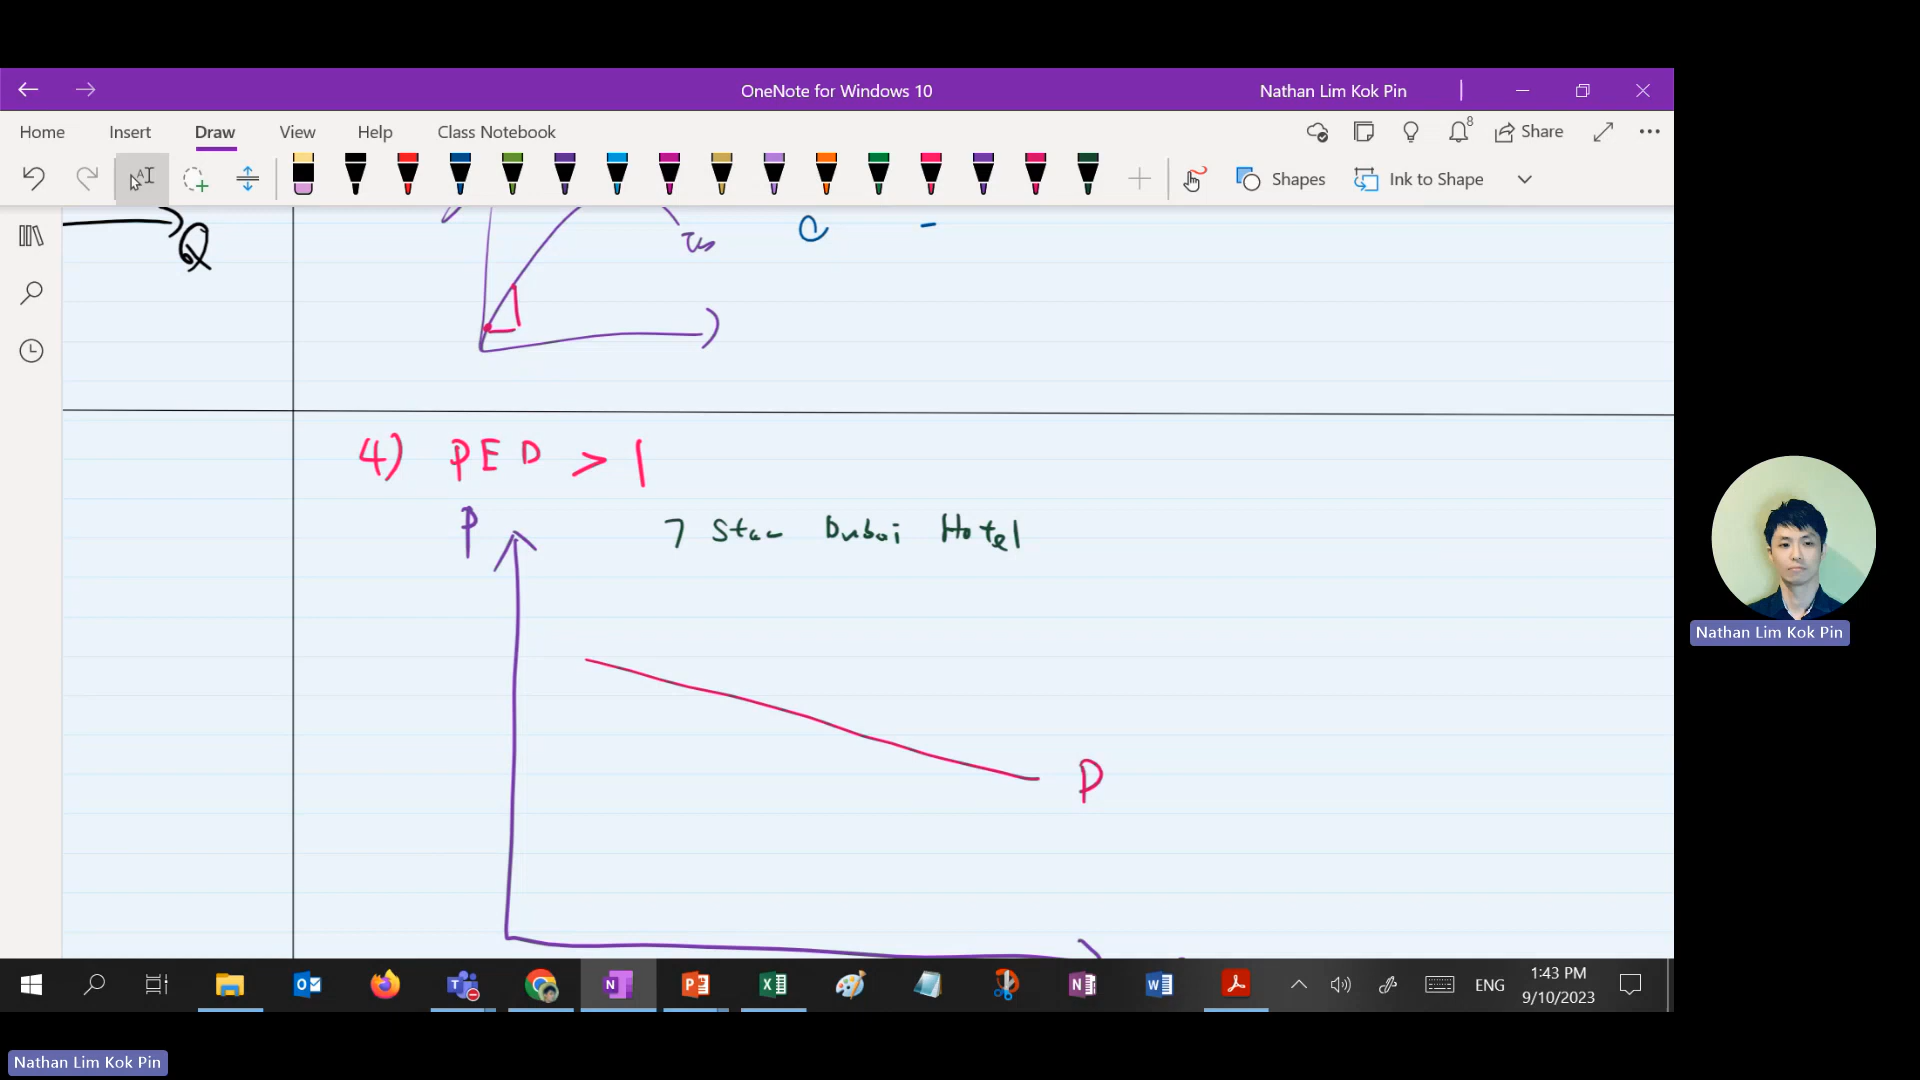 OneNote for Windows 10
Nathan Lim Kok Pin
Home Insert Draw View Help Class Notebook
8 Share
Shapes Ink to Shape
Q
C -
4) PED > 1
P 7 Star Dubai Hotel
D
Nathan Lim Kok Pin
ENG
1:43 PM
9/10/2023
Nathan Lim Kok Pin